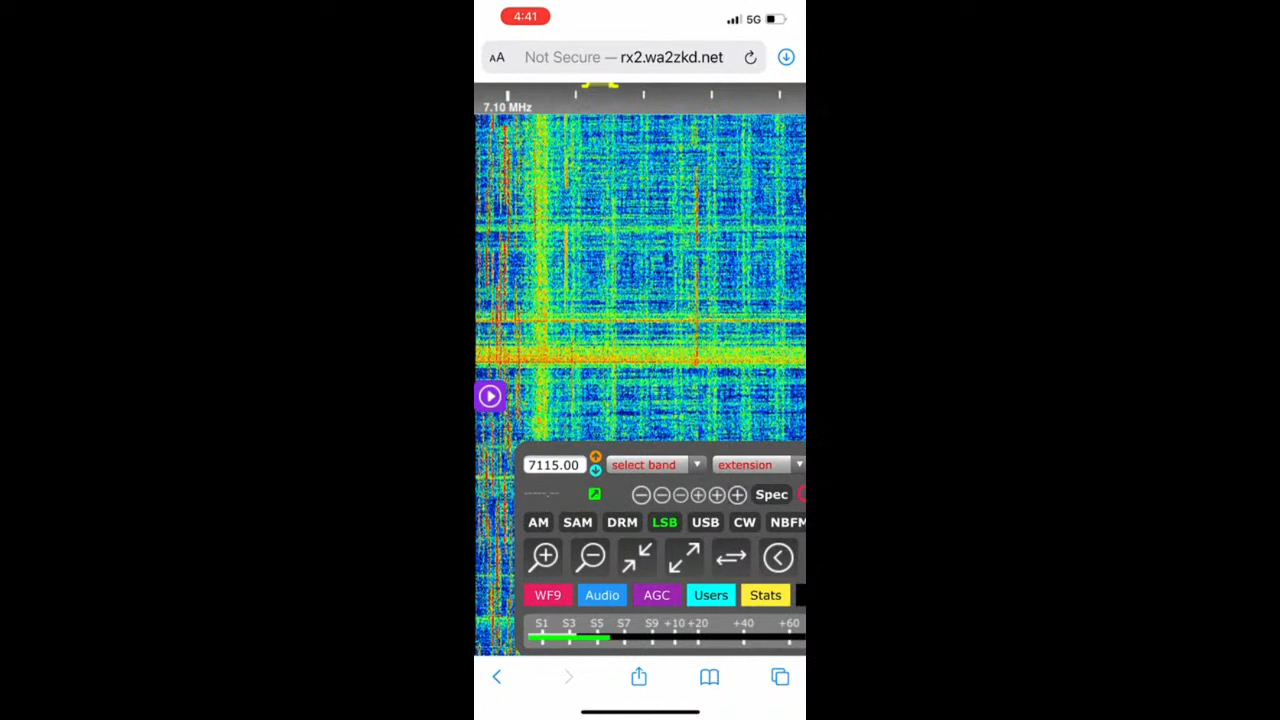 4:41 5G
AA Not Secure — rx2.wa2zkd.net
7.10 MHz
7115.00 select band extension
-----.-- Spec
AM SAM DRM LSB USB CW NBFM
WF9 Audio AGC Users Stats
S1 S3 S5 S7 S9 +10 +20 +40 +60